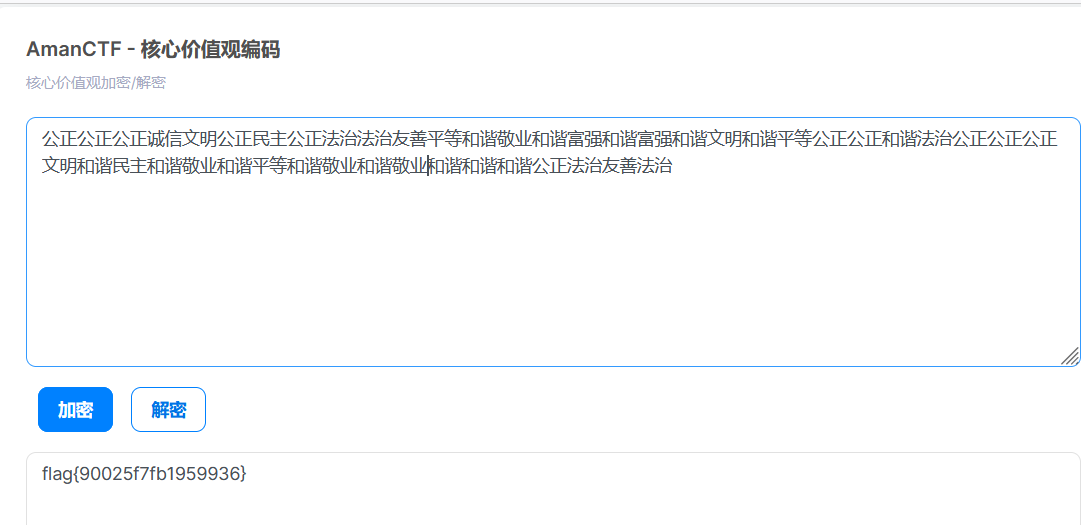 AmanCTF - 核心价值观编码
核心价值观加密/解密
公正公正公正诚信文明公正民主公正法治法治友善平等和谐敬业和谐富强和谐富强和谐文明和谐平等公正公正和谐法治公正公正公正
文明和谐民主和谐敬业和谐平等和谐敬业和谐敬业和谐和谐和谐公正法治友善法治
加密 解密
flag{90025f7fb1959936}